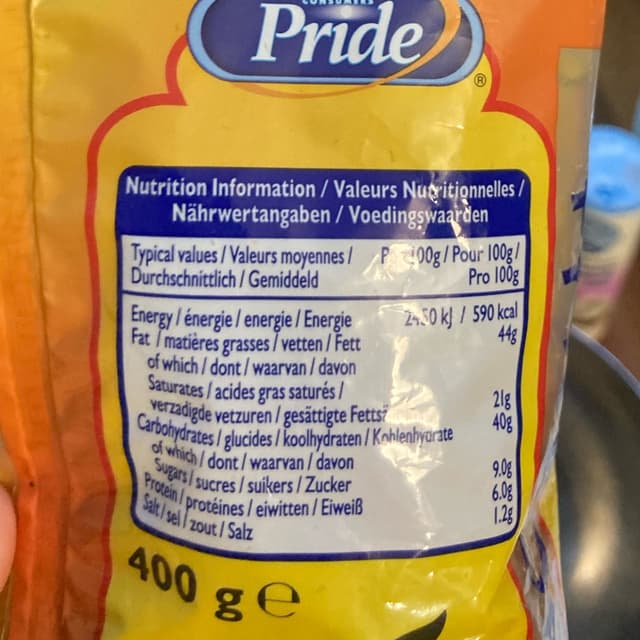 CONSUMERS
Pride
®
Nutrition Information / Valeurs Nutritionnelles /
Nährwertangaben / Voedingswaarden
Typical values / Valeurs moyennes / 100g / Pour 100g /
Durchschnittlich / Gemiddeld Pro 100g
Energy / énergie / energie / Energie 2450 kJ / 590 kcal
Fat / matières grasses / vetten / Fett 44g
of which / dont / waarvan / davon
Saturates / acides gras saturés /
verzadigde vetzuren / gesättigte 21g
Carbohydrates / glucides / koolhydraten / Kohlenhydrate 40g
of which / dont / waarvan / davon
Sugars / sucres / suikers / Zucker 9.0g
Protein / protéines / eiwitten / Eiweiß 6.0g
Salt / sel / zout / Salz 1.2g
400 g e